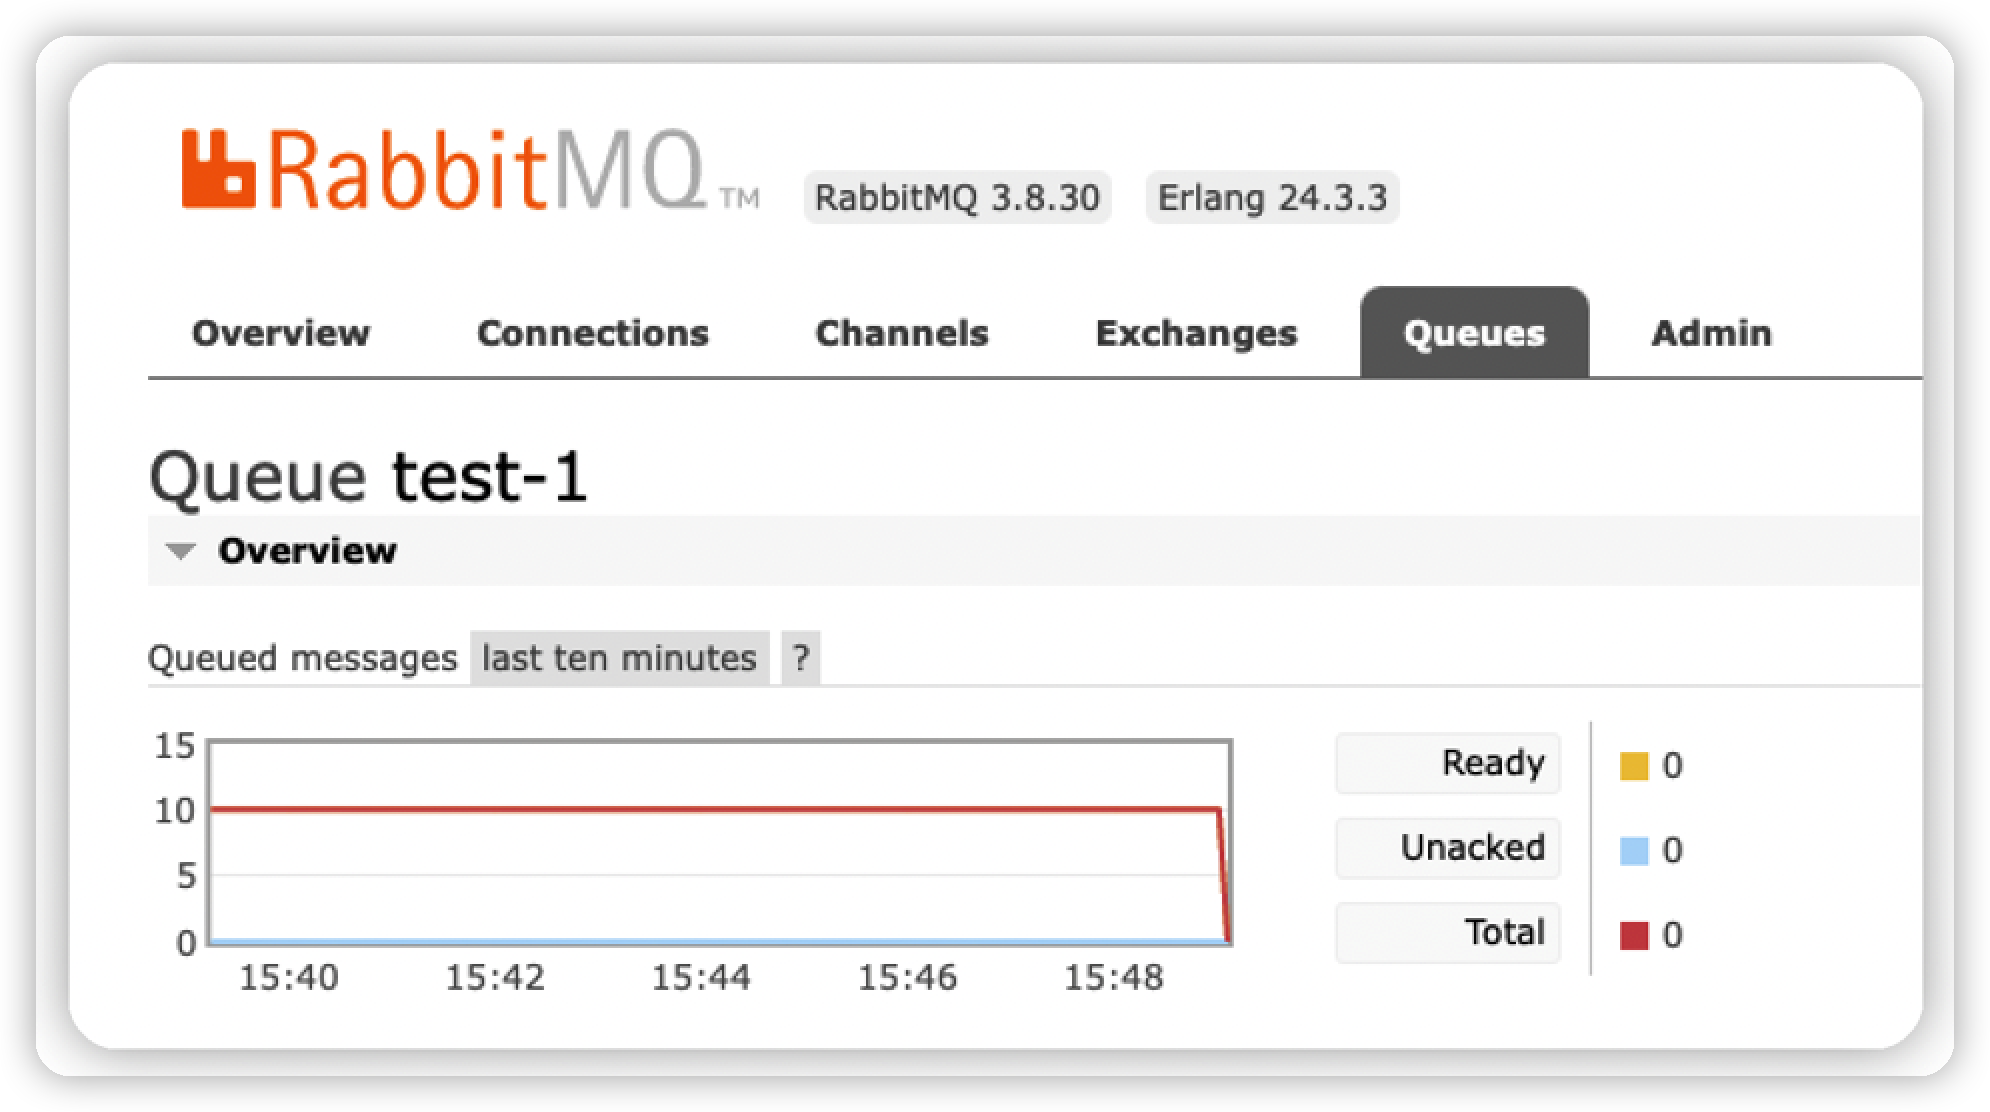 RabbitMQ TM RabbitMQ 3.8.30 Erlang 24.3.3
Overview Connections Channels Exchanges Queues Admin
Queue test-1
Overview
Queued messages last ten minutes ?
15
10
5
0
15:40 15:42 15:44 15:46 15:48
Ready 0
Unacked 0
Total 0